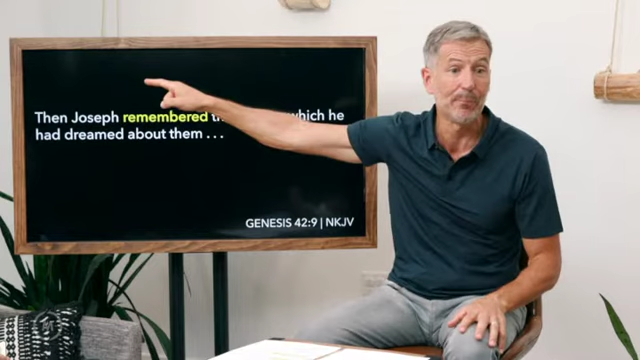 Then Joseph remembered which he
had dreamed about them . . .
GENESIS 42:9 | NKJV